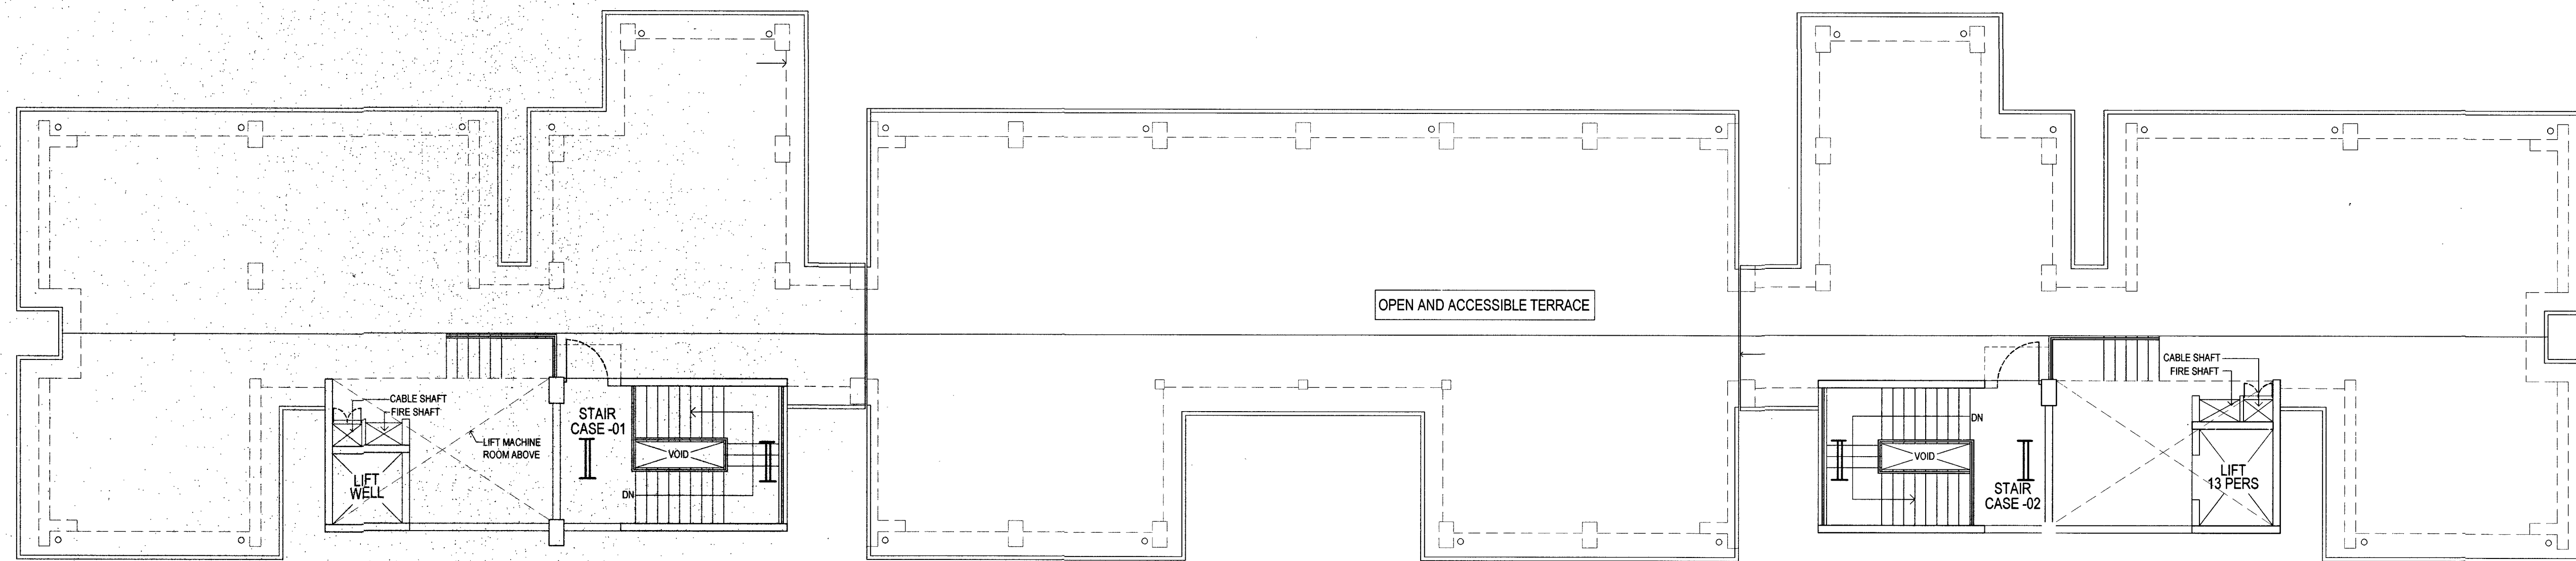 OPEN AND ACCESSIBLE TERRACE
CABLE SHAFT
FIRE SHAFT
LIFT MACHINE
ROOM ABOVE
LIFT
WELL
STAIR
CASE -01
VOID
DN
DN
VOID
STAIR
CASE -02
CABLE SHAFT
FIRE SHAFT
LIFT
13 PERS